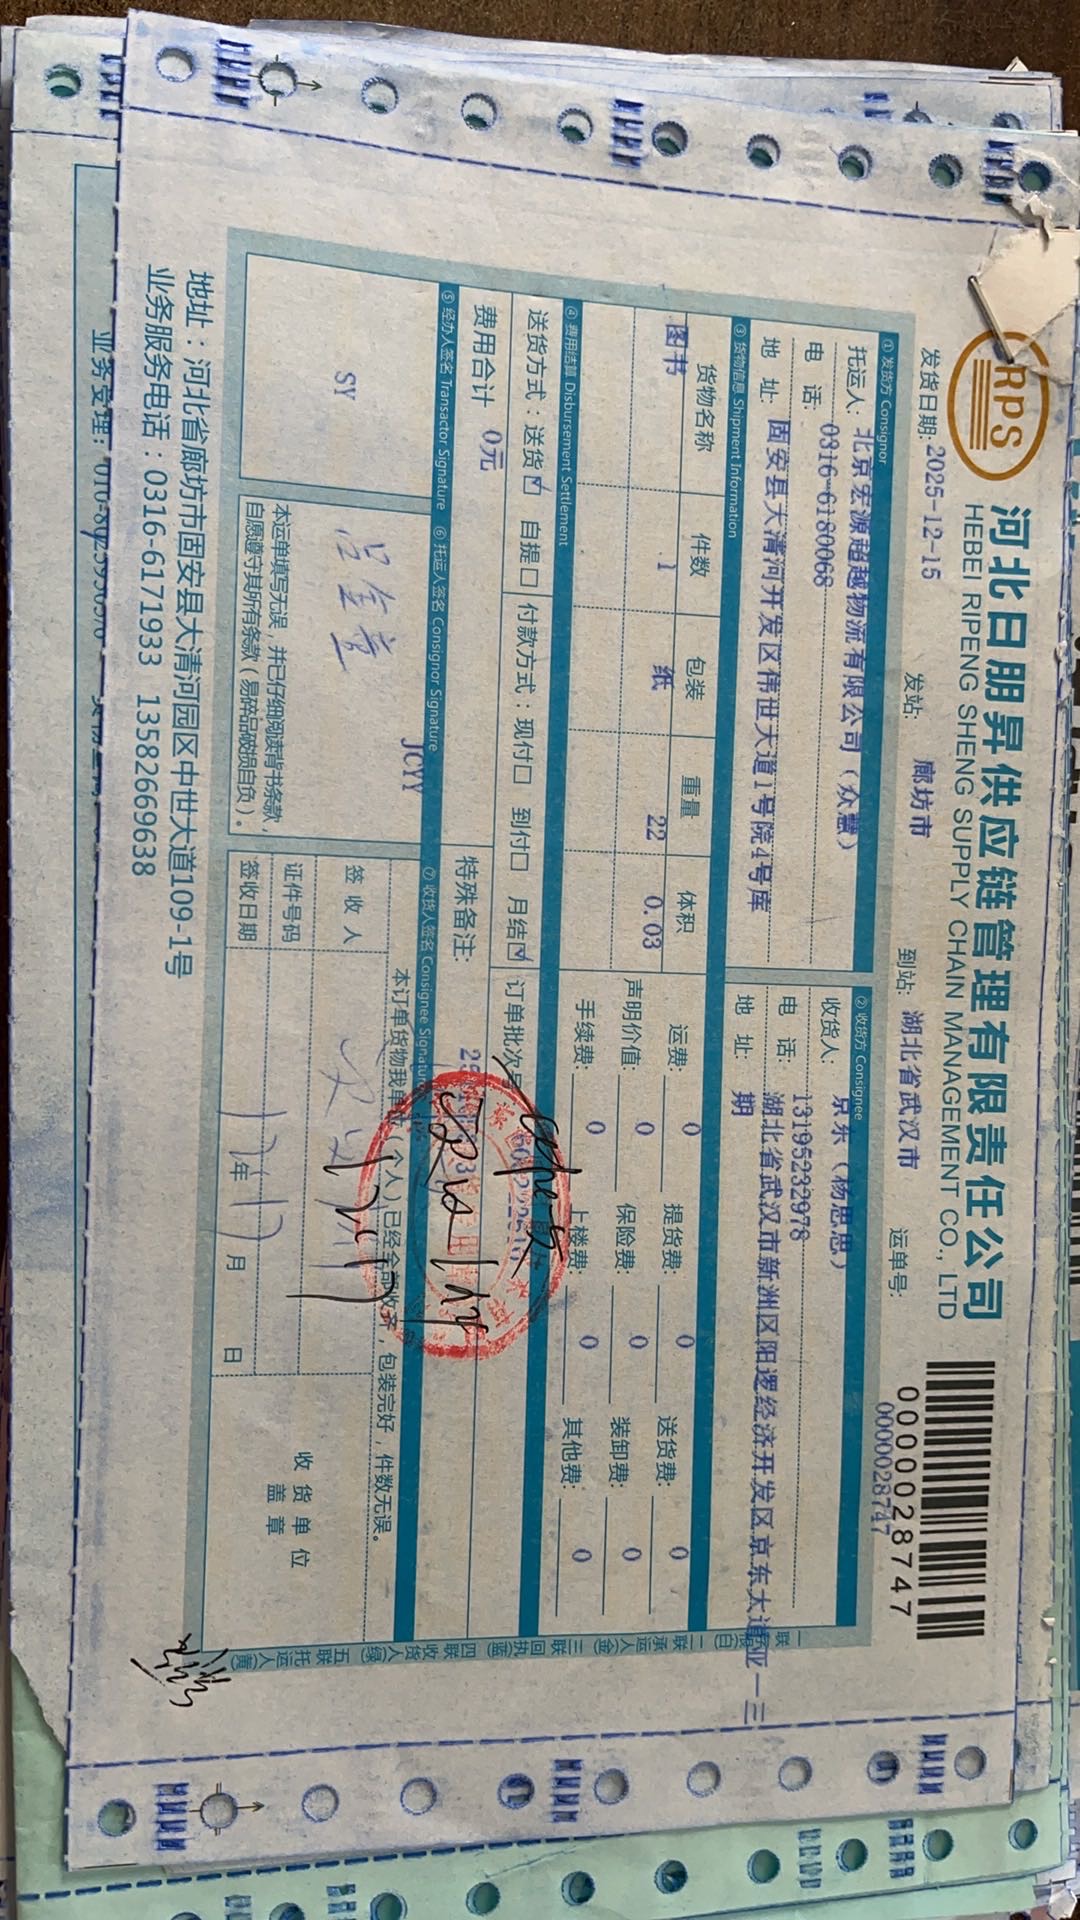 RPS
河北日朋昇供应链管理有限责任公司
HEBEI RIPENG SHENG SUPPLY CHAIN MANAGEMENT CO., LTD
0000028747
0000028747
发货日期: 2025-12-15 发站: 廊坊市 到站: 湖北省武汉市 运单号:
① 发货方 Consignor
托运人: 北京宏源超越物流有限公司（众慧）
电 话: 0316-6180068
地 址: 固安县大清河开发区伟世大道1号院4号库
② 收货方 Consignee
收货人: 京东（杨思思）
电 话: 13195232978
地 址: 湖北省武汉市新洲区阳逻经济开发区京东大道亚一三期
③ 货物信息 Shipment Information
货物名称 件数 包装 重量 体积
图书 1 纸 22 0.03
运费: 0 提货费: 0 送货费: 0
声明价值: 0 保险费: 0 装卸费: 0
手续费: 0 上楼费: 0 其他费: 0
④ 费用结算 Disbursement Settlement
送货方式：送货☑ 自提□ 付款方式：现付□ 到付□ 月结☑ 订单批次
费用合计 0元 特殊备注:
⑤ 经办人签名 Transactor Signature ⑥ 托运人签名 Consignor Signature ⑦ 收货人签名 Consignee Signature
SY
JCYY
本运单填写无误，并已仔细阅读背书条款，
自愿遵守其所有条款（易碎品破损自负）。
本订单货物我单位（个人）已经全部收齐，包装完好，件数无误。
签 收 人
证件号码
签收日期 年 月 日
收 货 单 位
盖 章
地址：河北省廊坊市固安县大清河园区中世大道109-1号
业务服务电话：0316-6171933 13582669638
业务受理: